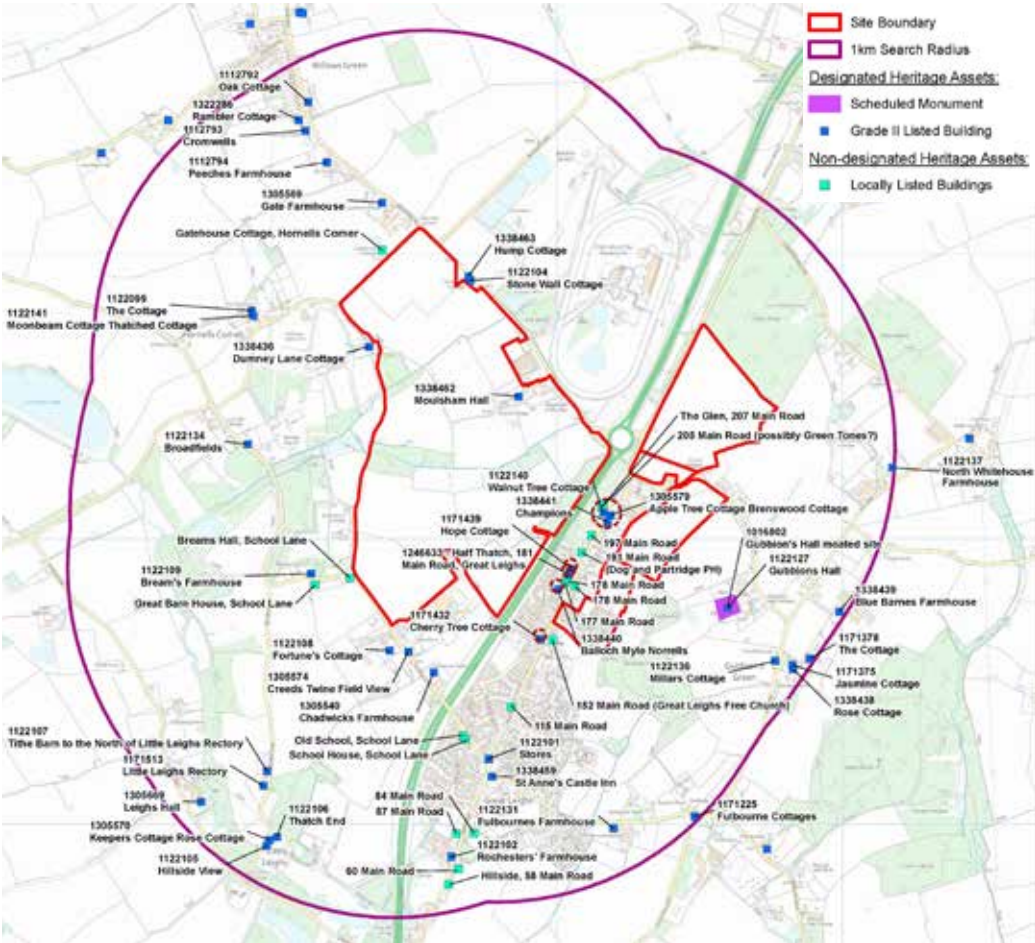 Site Boundary
1km Search Radius
Designated Heritage Assets:
Scheduled Monument
Grade II Listed Building
Non-designated Heritage Assets:
Locally Listed Buildings
1112792
Oak Cottage
1322286
Rambler Cottage
1112793
Cromwells
1112794
Peeches Farmhouse
1305569
Gate Farmhouse
Gatehouse Cottage, Hornells Corner
1338463
Hump Cottage
1122104
Stone Wall Cottage
1122099
The Cottage
1122141
Moonbeam Cottage Thatched Cottage
1338436
Dumney Lane Cottage
1338462
Moulsham Hall
1122134
Broadfields
The Glen, 207 Main Road
205 Main Road (possibly Green Tones?)
1122140
Walnut Tree Cottage
1338441
Champions
1305579
Apple Tree Cottage Brenswood Cottage
1122137
North Whitehouse
Farmhouse
1171439
Hope Cottage
1246633, Half Thatch, 181
Main Road, Great Leighs
197 Main Road
191 Main Road
(Dog and Partridge PH)
1016802
Gubbion's Hall moated site
1122127
Gubbions Hall
Breams Hall, School Lane
1122109
Bream's Farmhouse
Great Barn House, School Lane
178 Main Road
176 Main Road
177 Main Road
1338440
Balloch Myle Norrells
1171432
Cherry Tree Cottage
1338439
Blue Barnes Farmhouse
1171378
The Cottage
1122136
Millars Cottage
1171375
Jasmine Cottage
1338438
Rose Cottage
1122108
Fortune's Cottage
1305574
Creeds Twine Field View
1305540
Chadwicks Farmhouse
152 Main Road (Great Leighs Free Church)
115 Main Road
Old School, School Lane
School House, School Lane
1122101
Stores
1338459
St Anne's Castle Inn
1122107
Tithe Barn to the North of Little Leighs Rectory
1171513
Little Leighs Rectory
1305669
Leighs Hall
1122106
Thatch End
1305570
Keepers Cottage Rose Cottage
1122105
Hillside View
84 Main Road
87 Main Road
1122131
Fulbournes Farmhouse
1171225
Fulbourne Cottages
1122102
Rochesters' Farmhouse
60 Main Road
Hillside, 58 Main Road
Great Leighs